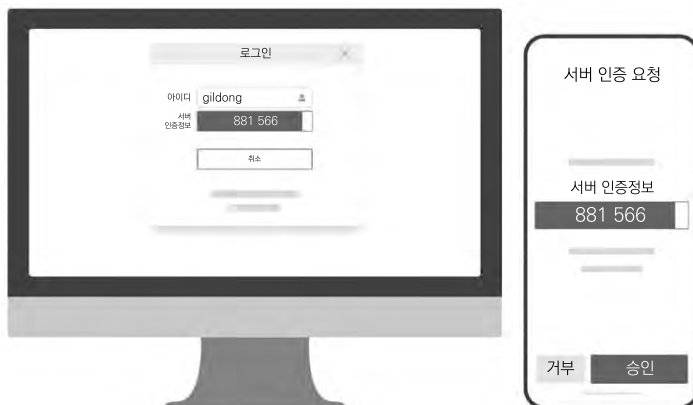 로그인
아이디 gildong
서버
인증정보 881 566
취소
서버 인증 요청
서버 인증정보
881 566
거부 승인